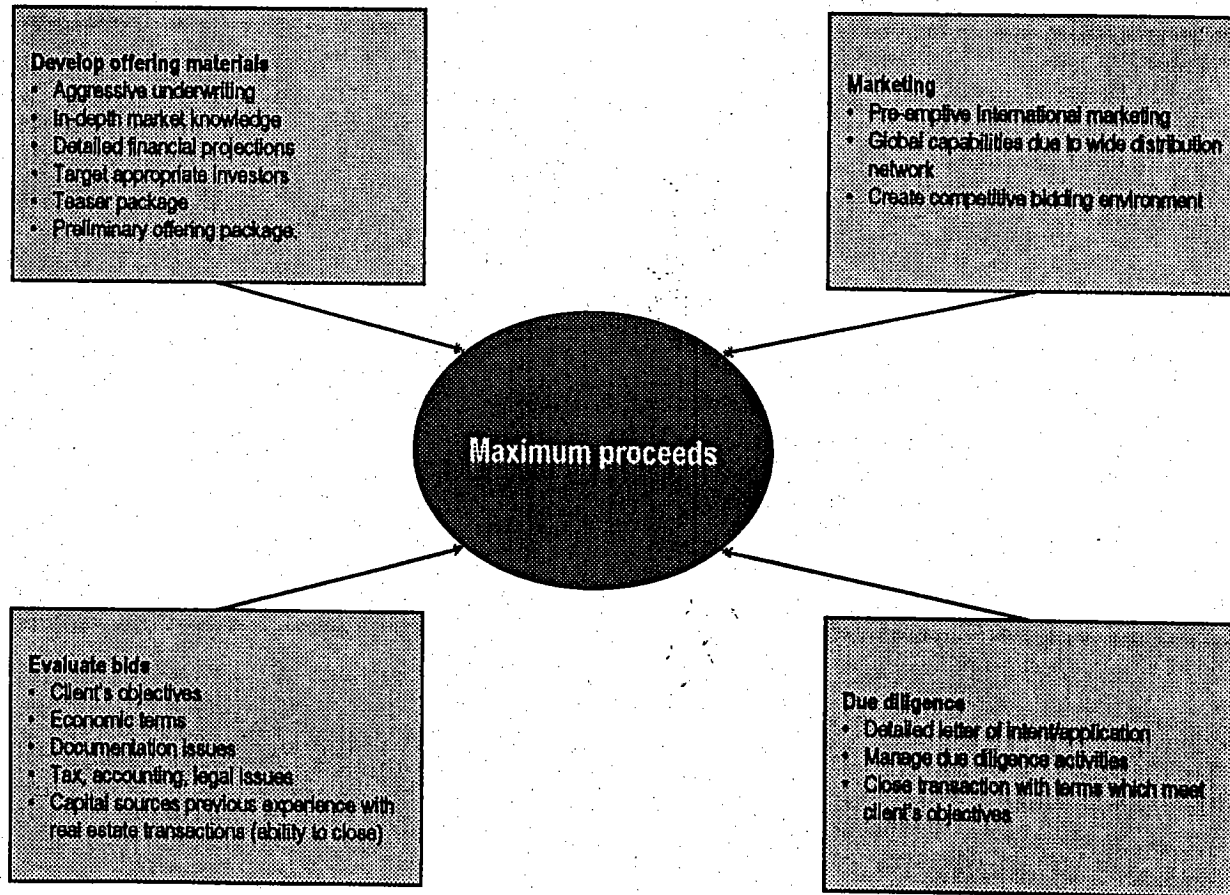 Develop offering materials
• Aggressive underwriting
• In-depth market knowledge
• Detailed financial projections
• Target appropriate investors
• Teaser package
• Preliminary offering package.
Marketing
• Pre-emptive international marketing
• Global capabilities due to wide distribution
network
• Create competitive bidding environment
Maximum proceeds
Evaluate bids
• Client's objectives
• Economic terms
• Documentation issues
• Tax, accounting, legal issues
• Capital sources previous experience with
real estate transactions (ability to close)
Due diligence
• Detailed letter of intent/application
• Manage due diligence activities
• Close transaction with terms which meet
client's objectives